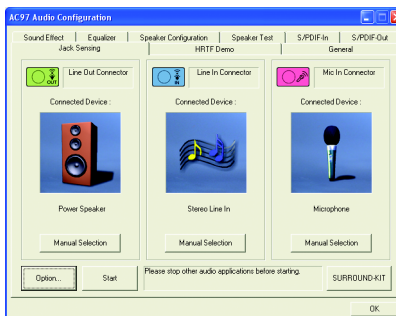 AC97 Audio Configuration
Sound Effect Equalizer Speaker Configuration Speaker Test S/PDIF-In S/PDIF-Out
Jack Sensing HRTF Demo General
OUT Line Out Connector IN Line In Connector Mic In Connector
Connected Device : Connected Device : Connected Device :
Power Speaker Stereo Line In Microphone
Manual Selection Manual Selection Manual Selection
Option... Start Please stop other audio applications before starting. SURROUND-KIT
OK